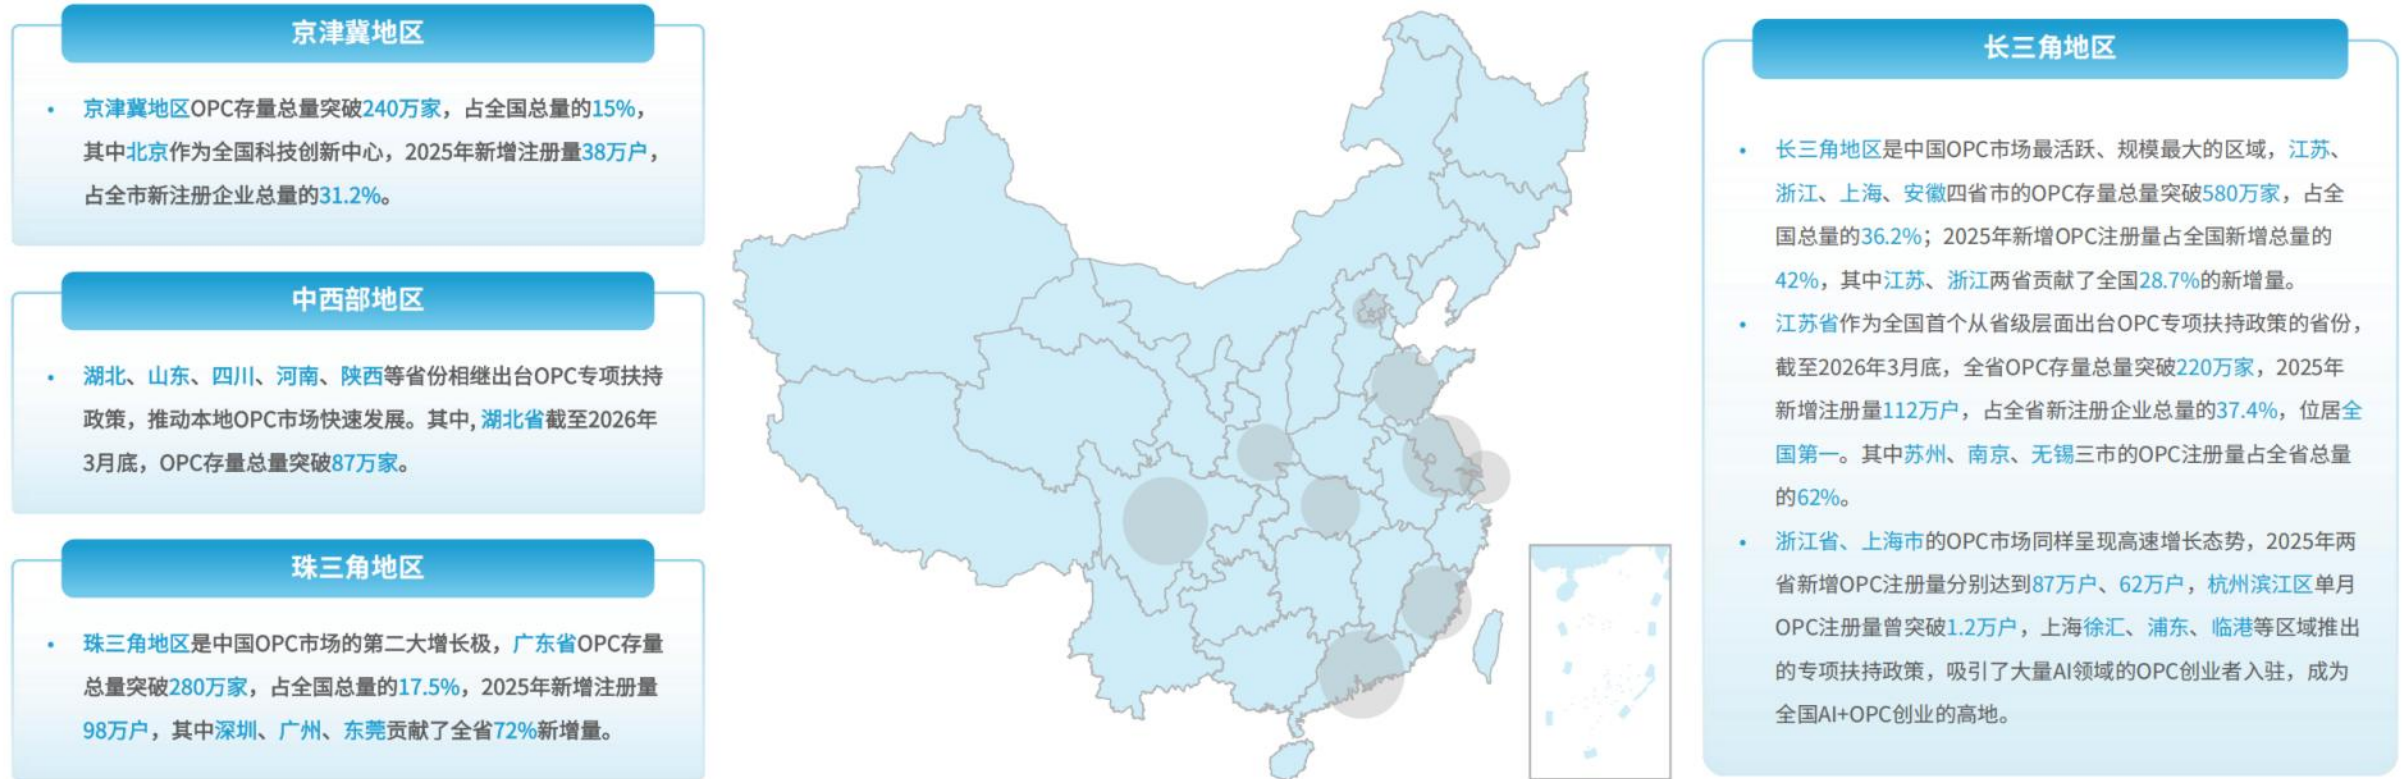 京津冀地区
• 京津冀地区OPC存量总量突破240万家，占全国总量的15%，
其中北京作为全国科技创新中心，2025年新增注册量38万户，
占全市新注册企业总量的31.2%。
中西部地区
• 湖北、山东、四川、河南、陕西等省份相继出台OPC专项扶持
政策，推动本地OPC市场快速发展。其中, 湖北省截至2026年
3月底，OPC存量总量突破87万家。
珠三角地区
• 珠三角地区是中国OPC市场的第二大增长极，广东省OPC存量
总量突破280万家，占全国总量的17.5%，2025年新增注册量
98万户，其中深圳、广州、东莞贡献了全省72%新增量。
长三角地区
• 长三角地区是中国OPC市场最活跃、规模最大的区域，江苏、
浙江、上海、安徽四省市的OPC存量总量突破580万家，占全
国总量的36.2%；2025年新增OPC注册量占全国新增总量的
42%，其中江苏、浙江两省贡献了全国28.7%的新增量。
• 江苏省作为全国首个从省级层面出台OPC专项扶持政策的省份，
截至2026年3月底，全省OPC存量总量突破220万家，2025年
新增注册量112万户，占全省新注册企业总量的37.4%，位居全
国第一。其中苏州、南京、无锡三市的OPC注册量占全省总量
的62%。
• 浙江省、上海市的OPC市场同样呈现高速增长态势，2025年两
省新增OPC注册量分别达到87万户、62万户，杭州滨江区单月
OPC注册量曾突破1.2万户，上海徐汇、浦东、临港等区域推出
的专项扶持政策，吸引了大量AI领域的OPC创业者入驻，成为
全国AI+OPC创业的高地。